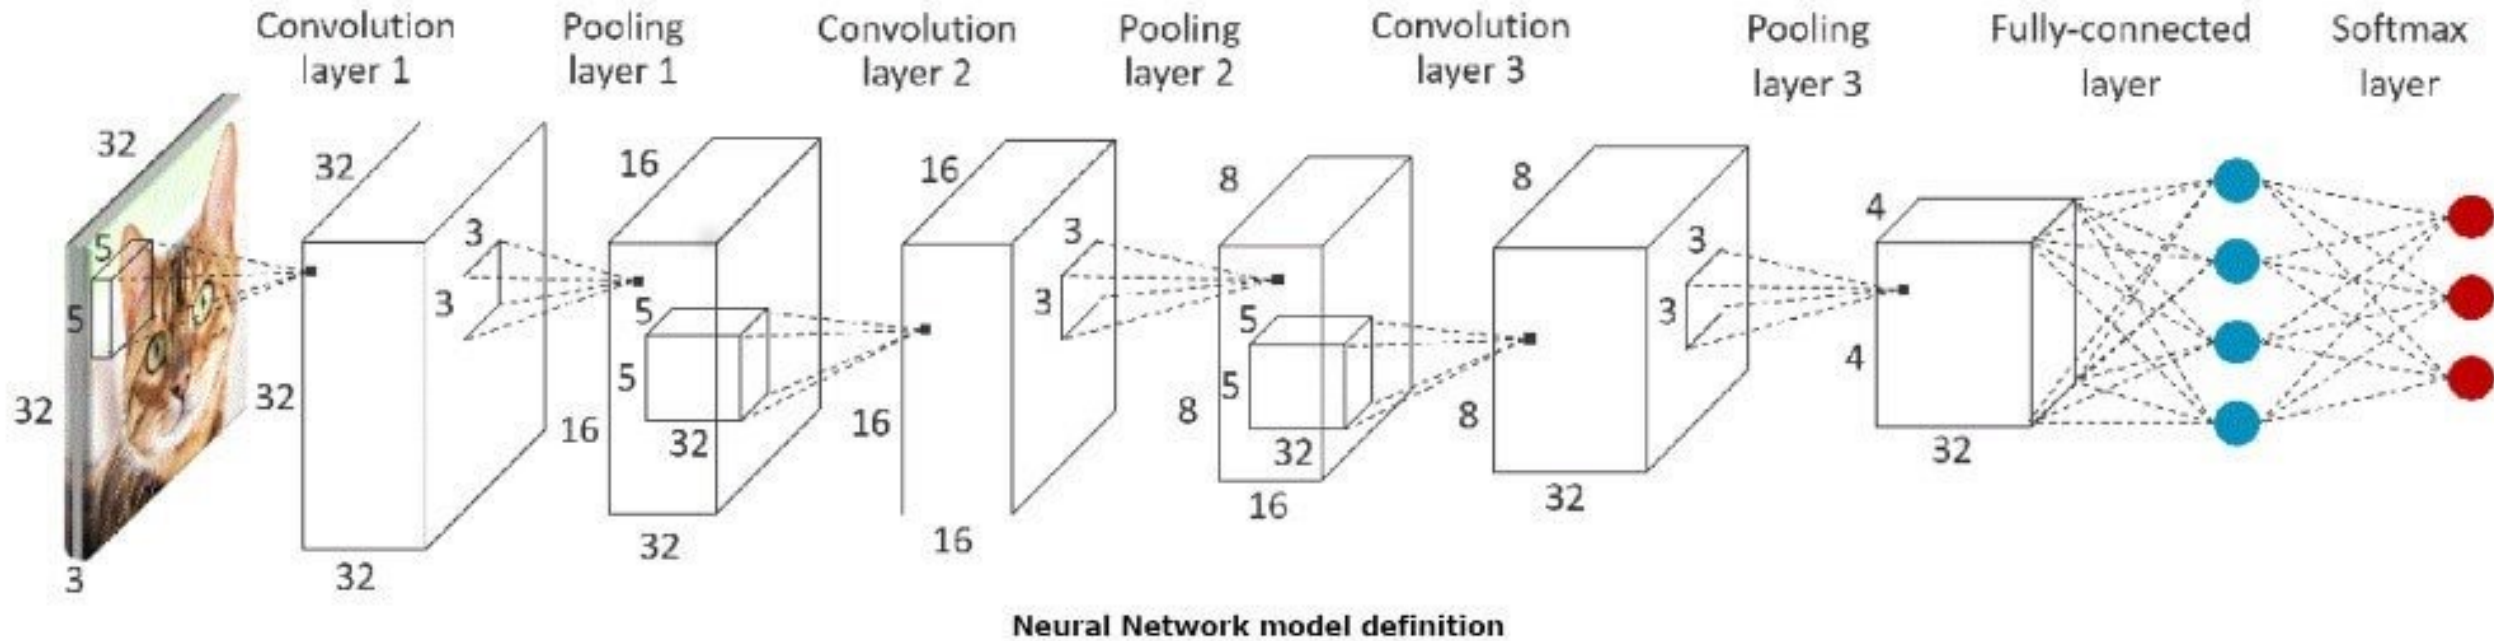 Convolution
layer 1
Pooling
layer 1
Convolution
layer 2
Pooling
layer 2
Convolution
layer 3
Pooling
layer 3
Fully-connected
layer
Softmax
layer
32
5
5
32
3
32
32
32
3
3
16
16
32
5
5
32
16
16
16
3
3
8
8
16
5
5
32
8
8
32
3
3
4
4
32
Neural Network model definition